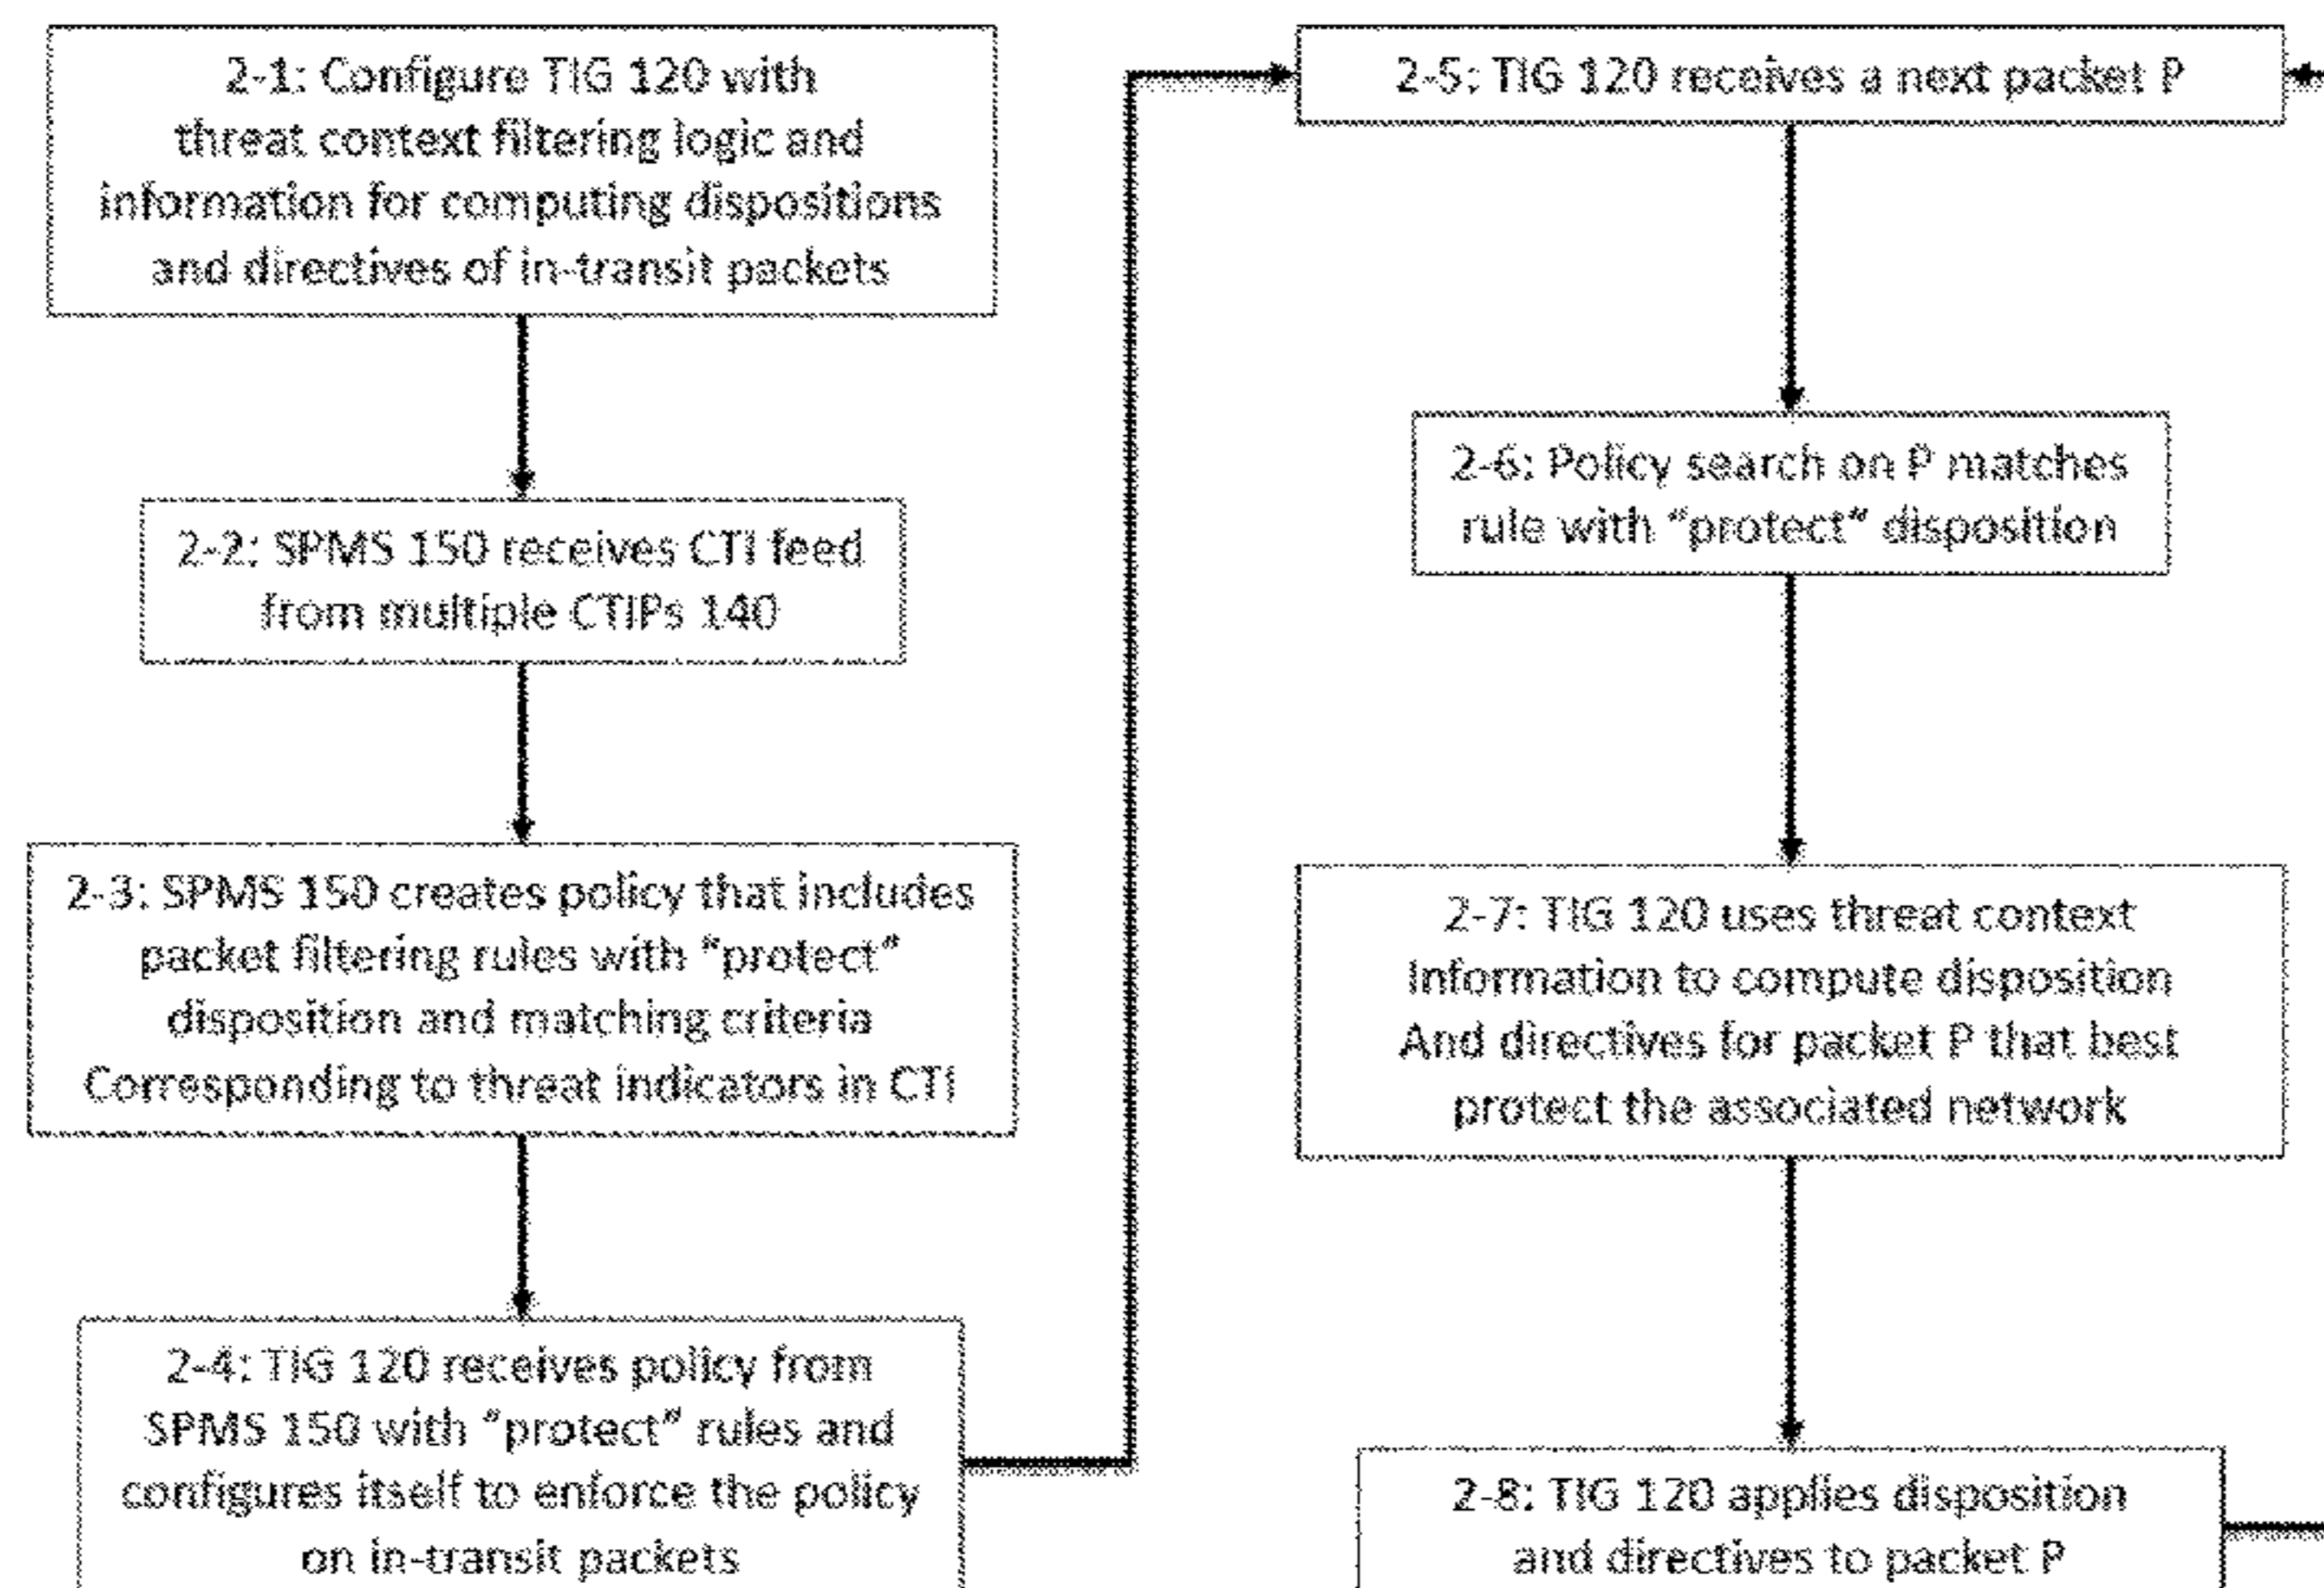 2-1: Configure TIG 120 with
threat context filtering logic and
information for computing dispositions
and directives of in-transit packets
2-2: SPMS 150 receives CTI feed
from multiple CTIPs 140
2-3: SPMS 150 creates policy that includes
packet filtering rules with “protect”
disposition and matching criteria
Corresponding to threat indicators in CTI
2-4: TIG 120 receives policy from
SPMS 150 with “protect” rules and
configures itself to enforce the policy
on in-transit packets
2-5: TIG 120 receives a next packet P
2-6: Policy search on P matches
rule with “protect” disposition
2-7: TIG 120 uses threat context
Information to compute disposition
And directives for packet P that best
protect the associated network
2-8: TIG 120 applies disposition
and directives to packet P